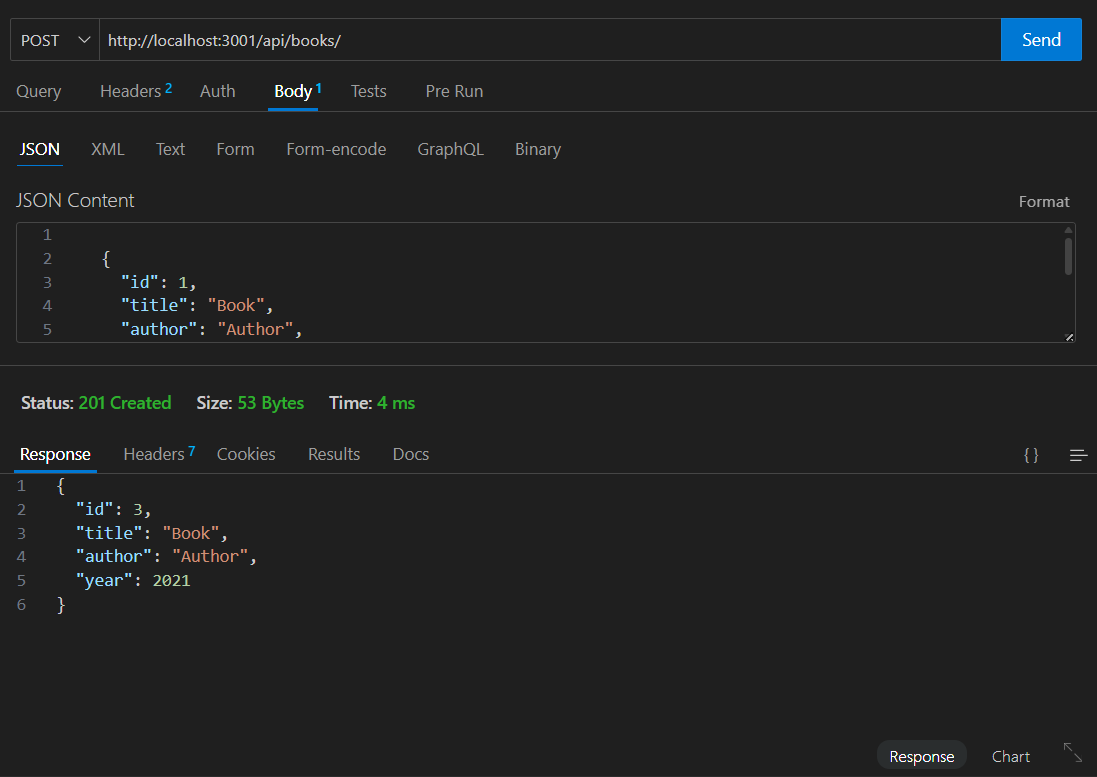 POST http://localhost:3001/api/books/ Send
Query Headers 2 Auth Body 1 Tests Pre Run
JSON XML Text Form Form-encode GraphQL Binary
JSON Content Format
1
2 {
3 "id": 1,
4 "title": "Book",
5 "author": "Author",
Status: 201 Created Size: 53 Bytes Time: 4 ms
Response Headers 7 Cookies Results Docs { }
1 {
2 "id": 3,
3 "title": "Book",
4 "author": "Author",
5 "year": 2021
6 }
Response Chart